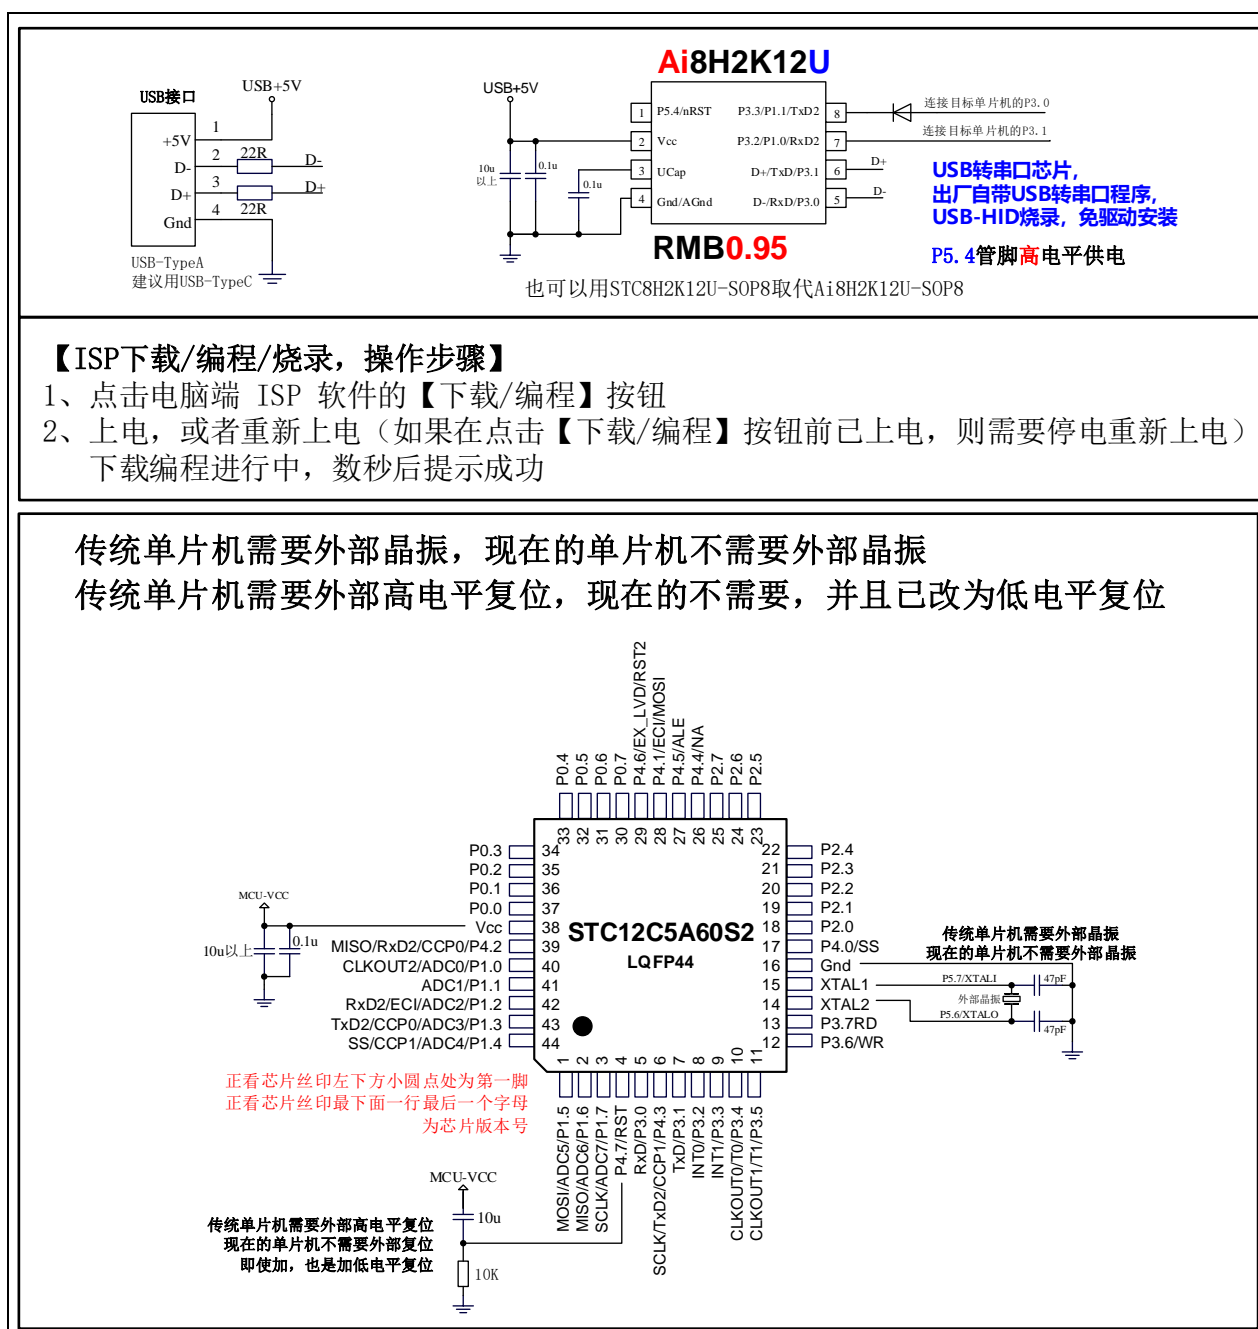 Ai8H2K12U
USB接口
USB+5V
+5V
1
D-
2
22R
D-
D+
3
22R
D+
Gnd
4
USB-TypeA
建议用USB-TypeC
USB+5V
10u
以上
0.1u
0.1u
1
P5.4/nRST
2
Vcc
3
UCap
4
Gnd/AGnd
P3.3/P1.1/TxD2
8
P3.2/P1.0/RxD2
7
D+/TxD/P3.1
6
D-/RxD/P3.0
5
连接目标单片机的P3.0
连接目标单片机的P3.1
D+
D-
RMB0.95
USB转串口芯片,
出厂自带USB转串口程序,
USB-HID烧录, 免驱动安装
P5.4管脚高电平供电
也可以用STC8H2K12U-SOP8取代Ai8H2K12U-SOP8
【ISP下载/编程/烧录，操作步骤】
1、点击电脑端 ISP 软件的【下载/编程】按钮
2、上电，或者重新上电（如果在点击【下载/编程】按钮前已上电，则需要停电重新上电）
下载编程进行中，数秒后提示成功
传统单片机需要外部晶振，现在的单片机不需要外部晶振
传统单片机需要外部高电平复位，现在的不需要，并且已改为低电平复位
P0.4
P0.5
P0.6
P0.7
P4.6/EX_LVD/RST2
P4.1/ECI/MOSI
P4.5/ALE
P4.4/NA
P2.7
P2.6
P2.5
33
32
31
30
29
28
27
26
25
24
23
P0.3
34
P0.2
35
P0.1
36
P0.0
37
Vcc
38
MISO/RxD2/CCP0/P4.2
39
CLKOUT2/ADC0/P1.0
40
ADC1/P1.1
41
RxD2/ECI/ADC2/P1.2
42
TxD2/CCP0/ADC3/P1.3
43
SS/CCP1/ADC4/P1.4
44
MCU-VCC
10u以上
0.1u
STC12C5A60S2
LQFP44
22
P2.4
21
P2.3
20
P2.2
19
P2.1
18
P2.0
17
P4.0/SS
16
Gnd
15
XTAL1
14
XTAL2
13
P3.7RD
12
P3.6/WR
传统单片机需要外部晶振
现在的单片机不需要外部晶振
P5.7/XTALI
47pF
外部晶振
P5.6/XTALO
47pF
1
2
3
4
5
6
7
8
9
10
11
MOSI/ADC5/P1.5
MISO/ADC6/P1.6
SCLK/ADC7/P1.7
P4.7/RST
RxD/P3.0
SCLK/TxD2/CCP1/P4.3
TxD/P3.1
INT0/P3.2
INT1/P3.3
CLKOUT0/T0/P3.4
CLKOUT1/T1/P3.5
正看芯片丝印左下方小圆点处为第一脚
正看芯片丝印最下面一行最后一个字母
为芯片版本号
MCU-VCC
10u
传统单片机需要外部高电平复位
现在的单片机不需要外部复位
即使加，也是加低电平复位
10K